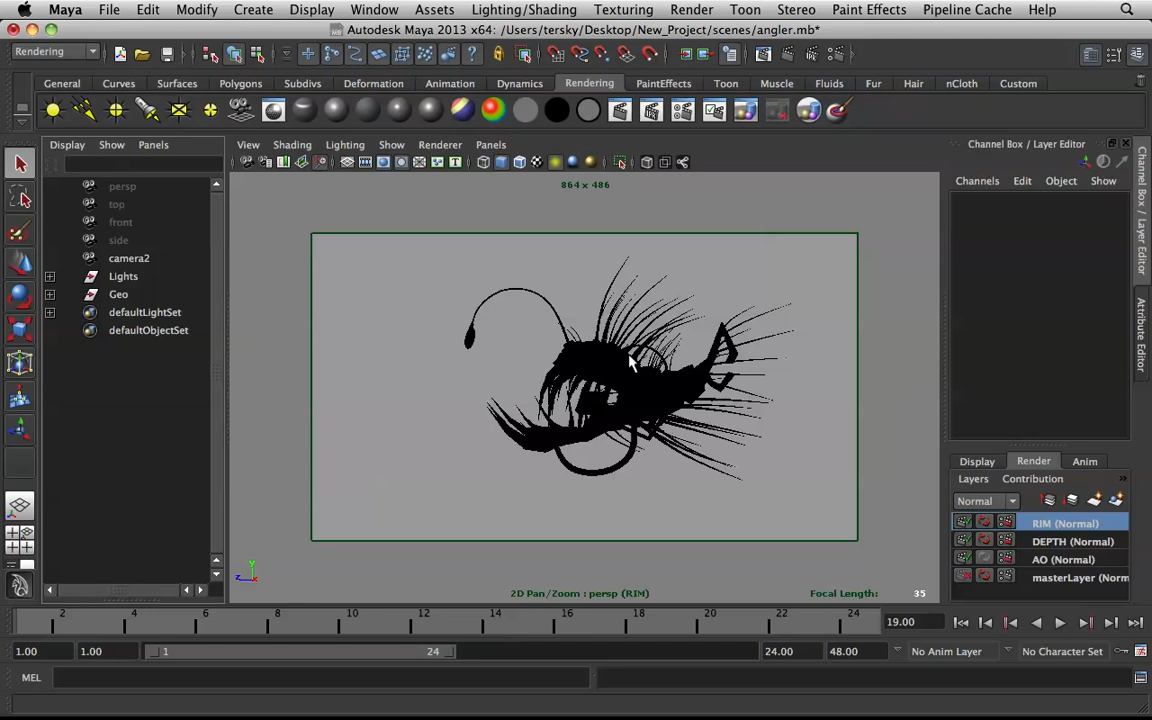 Maya File Edit Modify Create Display Window Assets Lighting/Shading Texturing Render Toon Stereo Paint Effects Pipeline Cache Help
Autodesk Maya 2013 x64: /Users/tersky/Desktop/New_Project/scenes/angler.mb*
Rendering
General Curves Surfaces Polygons Subdivs Deformation Animation Dynamics Rendering PaintEffects Toon Muscle Fluids Fur Hair nCloth Custom
Display Show Panels
View Shading Lighting Show Renderer Panels
Channel Box / Layer Editor
Channels Edit Object Show
Channel Box / Layer Editor
Attribute Editor
864 x 486
persp
top
front
side
camera2
Lights
Geo
defaultLightSet
defaultObjectSet
2D Pan/Zoom : persp (RIM)
Focal Length: 35
Display Render Anim
Layers Contribution »
Normal
RIM (Normal)
DEPTH (Normal)
AO (Normal)
masterLayer (Norm
2 4 6 8 10 12 14 16 18 20 22 24
19.00
1.00 1.00 1 24 24.00 48.00 No Anim Layer No Character Set
MEL